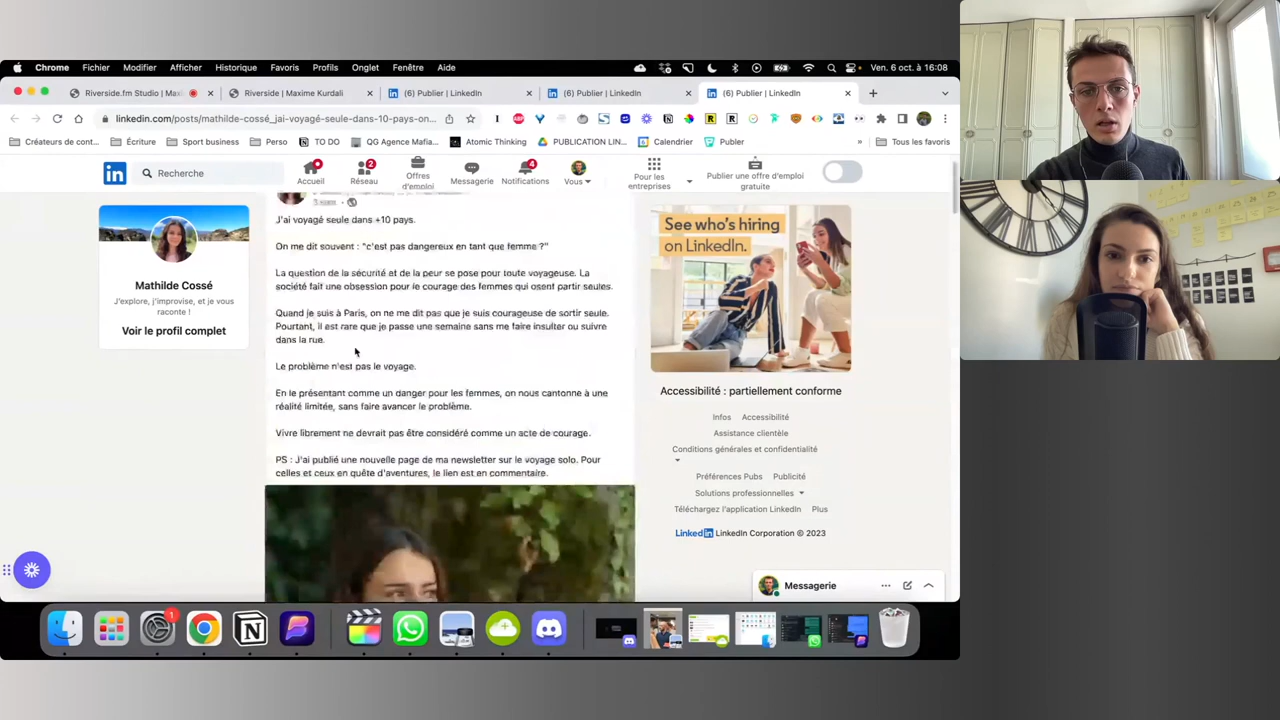 Chrome Fichier Modifier Afficher Historique Favoris Profils Onglet Fenêtre Aide
Ven. 6 oct. à 16:08
Riverside.fm Studio | Max
Riverside | Maxime Kurdali
(6) Publier | LinkedIn
(6) Publier | LinkedIn
(6) Publier | LinkedIn
linkedin.com/posts/mathilde-cossé_jai-voyagé-seule-dans-10-pays-on...
Créateurs de cont... Écriture Sport business Perso TO DO QG Agence Mafia... Atomic Thinking PUBLICATION LIN... Calendrier Publer » Tous les favoris
in
Recherche
Accueil
2
Réseau
Offres d'emploi
Messagerie
4
Notifications
Vous
Pour les entreprises
Publier une offre d'emploi gratuite
Mathilde Cossé
J'explore, j'improvise, et je vous
raconte !
Voir le profil complet
J'ai voyagé seule dans +10 pays.
On me dit souvent : "c'est pas dangereux en tant que femme ?"
La question de la sécurité et de la peur se pose pour toute voyageuse. La
société fait une obsession pour le courage des femmes qui osent partir seules.
Quand je suis à Paris, on ne me dit pas que je suis courageuse de sortir seule.
Pourtant, il est rare que je passe une semaine sans me faire insulter ou suivre
dans la rue.
Le problème n'est pas le voyage.
En le présentant comme un danger pour les femmes, on nous cantonne à une
réalité limitée, sans faire avancer le problème.
Vivre librement ne devrait pas être considéré comme un acte de courage.
PS : J'ai publié une nouvelle page de ma newsletter sur le voyage solo. Pour
celles et ceux en quête d'aventures, le lien est en commentaire.
See who's hiring
on LinkedIn.
Accessibilité : partiellement conforme
Infos Accessibilité
Assistance clientèle
Conditions générales et confidentialité
Préférences Pubs Publicité
Solutions professionnelles
Téléchargez l'application LinkedIn Plus
LinkedIn LinkedIn Corporation © 2023
Messagerie
1